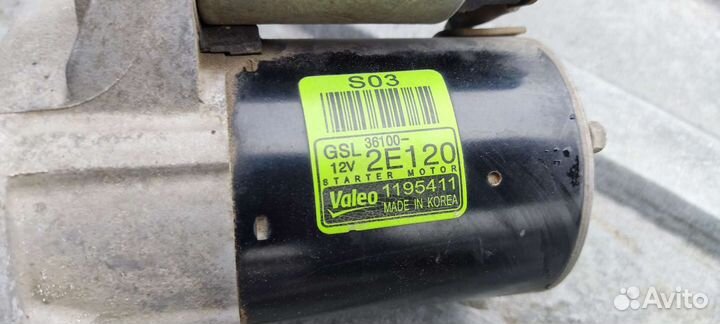 S03
GSL 36100-
12V 2E120
STARTER MOTOR
Valeo 1195411
MADE IN KOREA
Avito